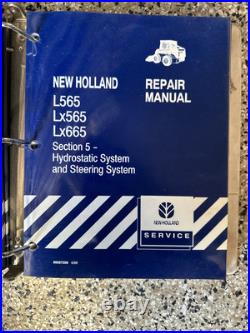 NEW HOLLAND
L565
Lx565
Lx665
Section 5 –
Hydrostatic System
and Steering System
REPAIR
MANUAL
NEW HOLLAND
SERVICE